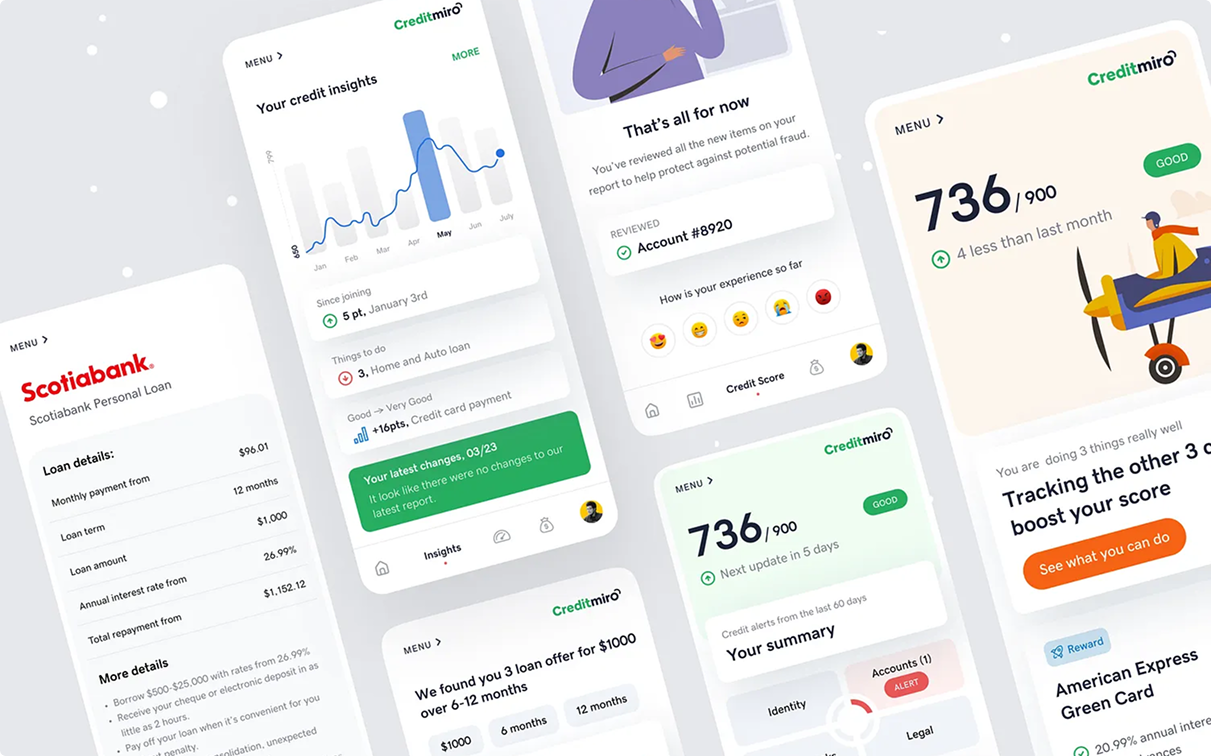 MENU
Scotiabank®
Scotiabank Personal Loan
Loan details:
Monthly payment from $96.01
Loan term 12 months
Loan amount $1,000
Annual interest rate from 26.99%
Total repayment from $1,152.12
More details
• Borrow $500-$25,000 with rates from 26.99%
• Receive your cheque or electronic deposit in as
little as 2 hours.
• Pay off your loan when it's convenient for you
penalty.
unexpected
MENU
Creditmiro
Your credit insights
MORE
650
Jan Feb Mar Apr May Jun July
Since joining
5 pt, January 3rd
Things to do
3, Home and Auto loan
Good → Very Good
+16pts, Credit card payment
Your latest changes, 03/23
It look like there were no changes to our
latest report.
Insights
MENU
Creditmiro
We found you 3 loan offer for $1000
over 6-12 months
$1000 6 months 12 months
That's all for now
You've reviewed all the new items on your
report to help protect against potential fraud.
REVIEWED
Account #8920
How is your experience so far
Credit Score
MENU
Creditmiro
736/900
GOOD
Next update in 5 days
Credit alerts from the last 60 days
Your summary
Identity
Accounts (1)
ALERT
Legal
MENU
Creditmiro
GOOD
736/900
4 less than last month
You are doing 3 things really well
Tracking the other 3
boost your score
See what you can do
Reward
American Express
Green Card
20.99% annual